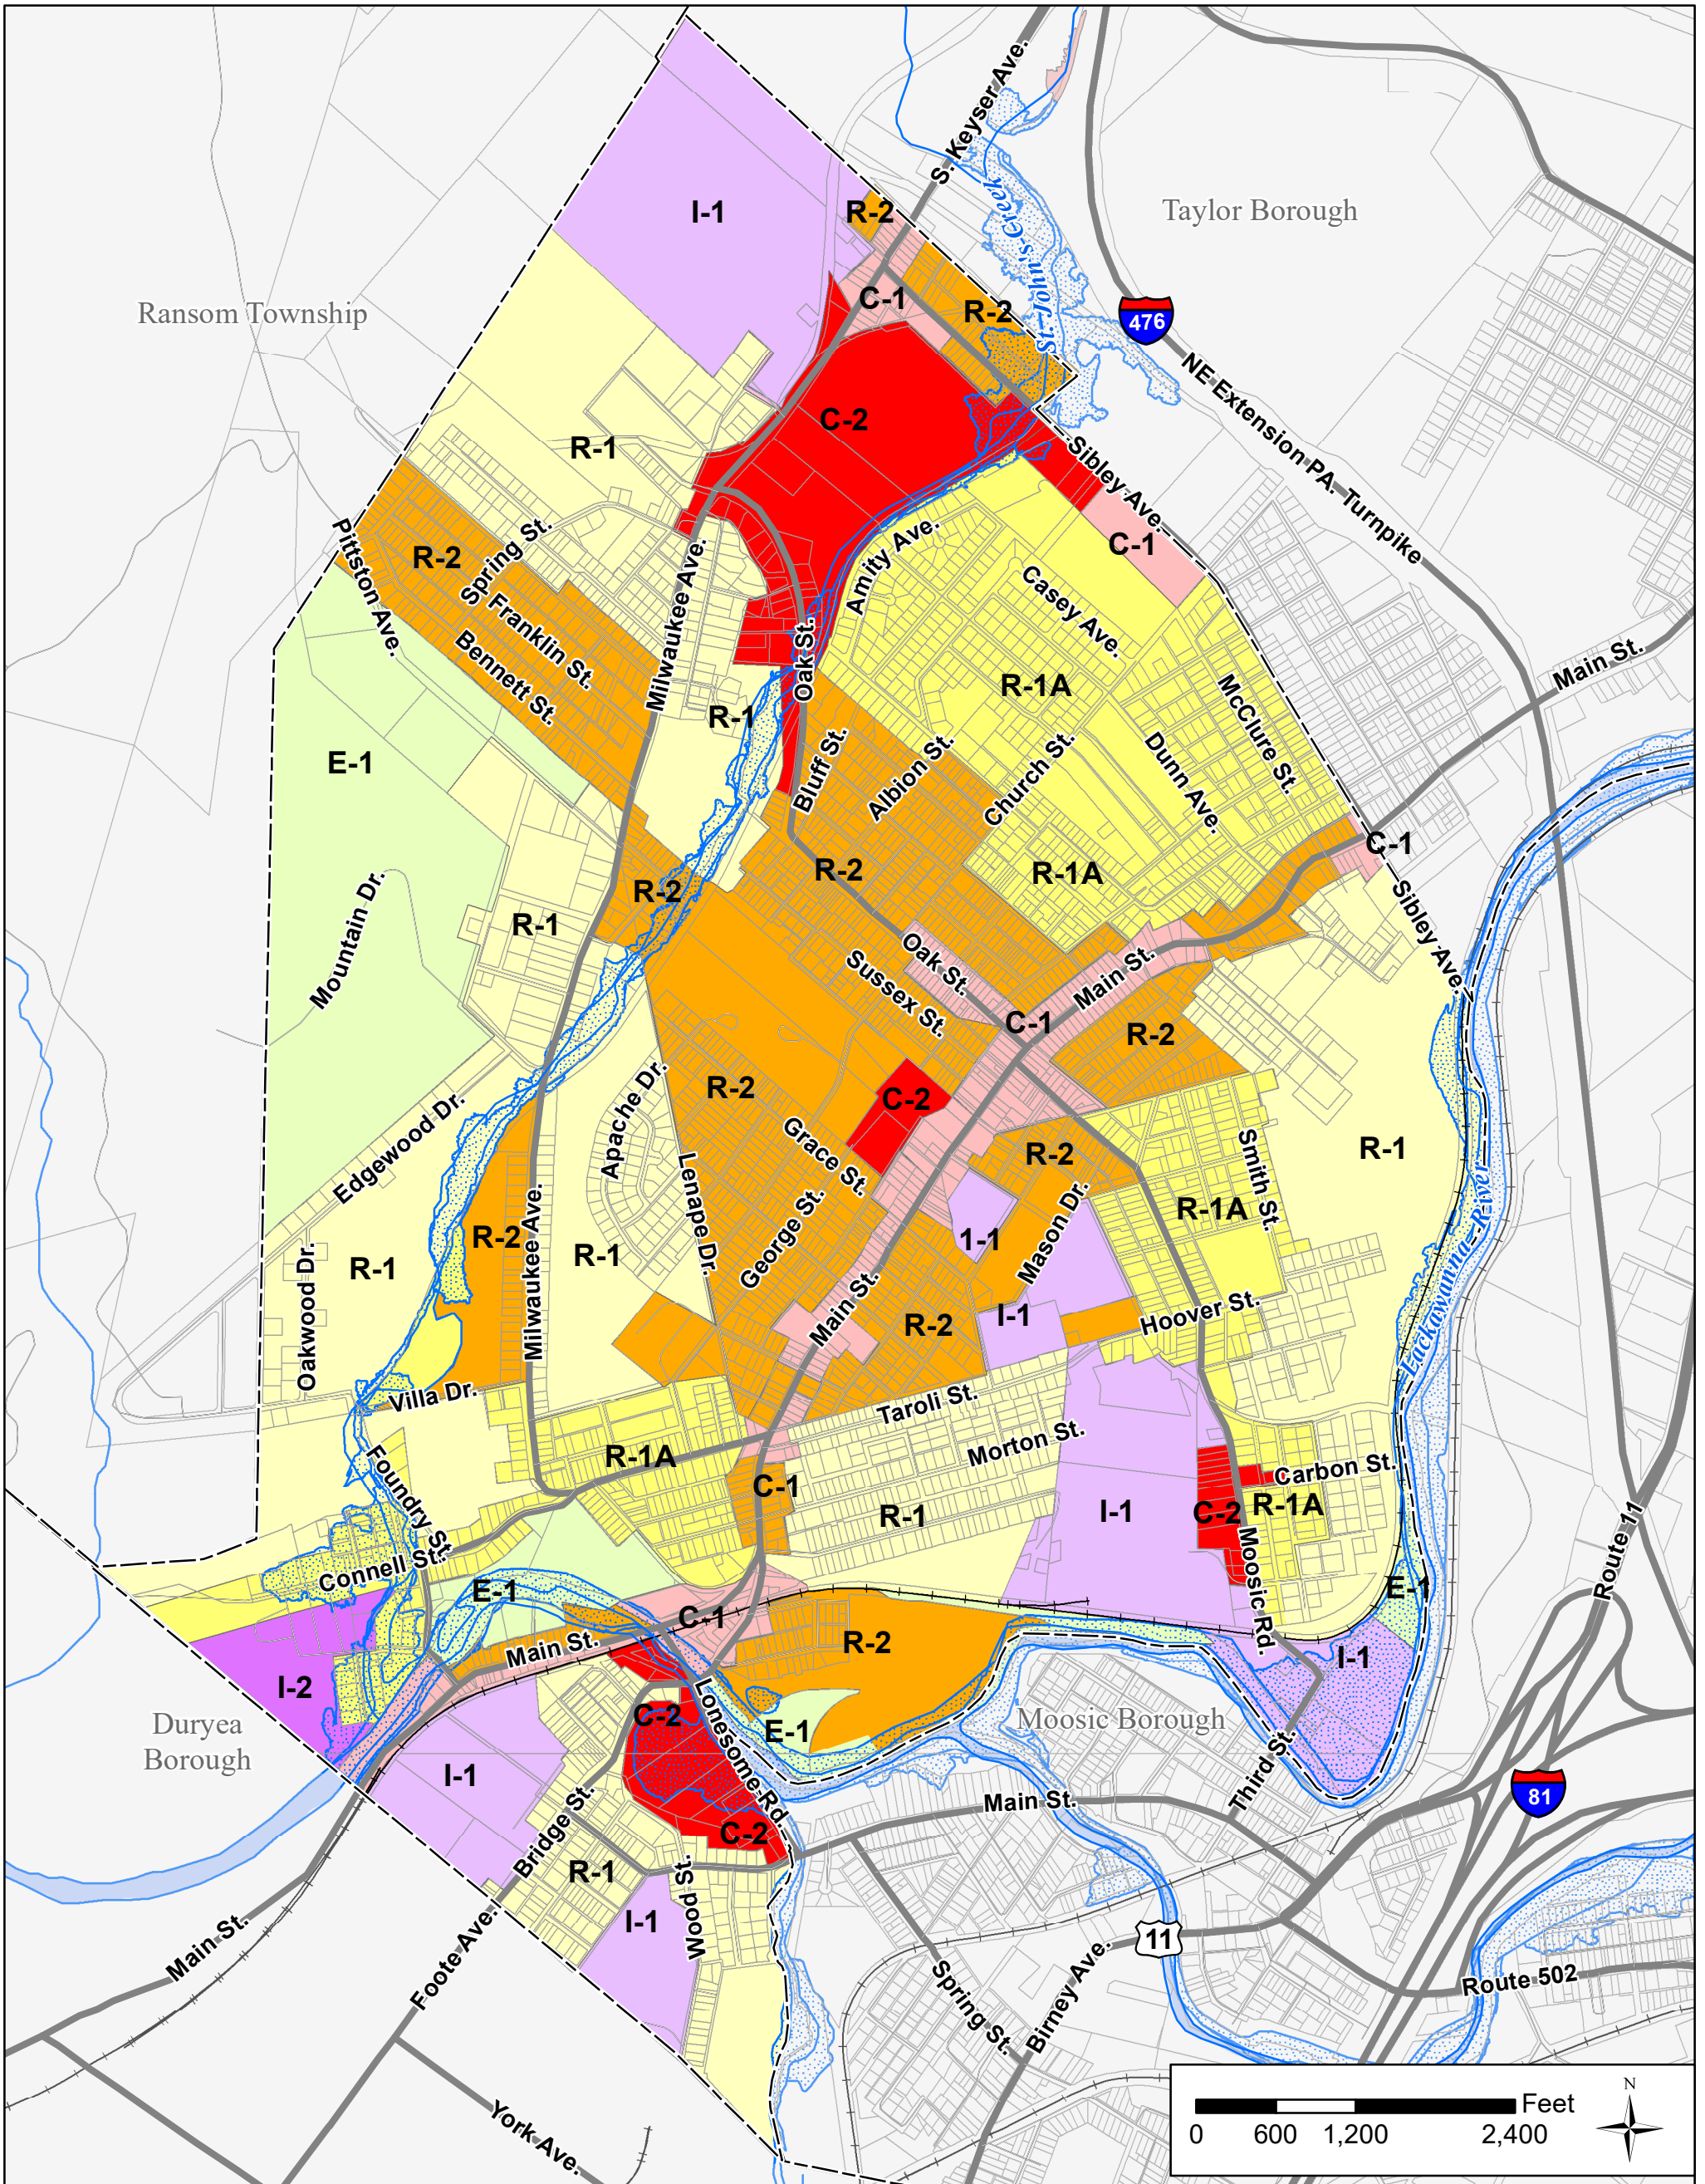 S. Keyser Ave.
I-1
R-2
Taylor Borough
St. John's Creek
C-1
R-2
Ransom Township
476
NE Extension PA. Turnpike
C-2
R-1
Sibley Ave.
Pittston Ave.
R-2
Spring St.
Milwaukee Ave.
Amity Ave.
C-1
Casey Ave.
Franklin St.
Bennett St.
Oak St.
Main St.
R-1A
McClure St.
R-1
E-1
Bluff St.
Albion St.
Church St.
Dunn Ave.
C-1
R-2
R-1A
R-2
Sibley Ave.
Mountain Dr.
R-1
Oak St.
Sussex St.
Main St.
C-1
R-2
R-2
C-2
Apache Dr.
Edgewood Dr.
Grace St.
R-2
R-1
Smith St.
Lenape Dr.
R-1A
Milwaukee Ave.
R-2
George St.
1-1
Mason Dr.
R-1
R-1
Oakwood Dr.
Main St.
R-2
I-1
Hoover St.
Lackawanna River
Villa Dr.
Taroli St.
Morton St.
R-1A
C-1
Carbon St.
Foundry St.
R-1
I-1
C-2
R-1A
Moosic Rd.
Route 11
Connell St.
E-1
E-1
C-1
Main St.
R-2
I-1
I-2
Duryea
Borough
C-2
Lonesome Rd.
E-1
Moosic Borough
I-1
Third St.
81
Main St.
Bridge St.
C-2
R-1
Wood St.
I-1
Main St.
Foote Ave.
11
Spring St.
Birney Ave.
Route 502
York Ave.
N
Feet
0 600 1,200 2,400